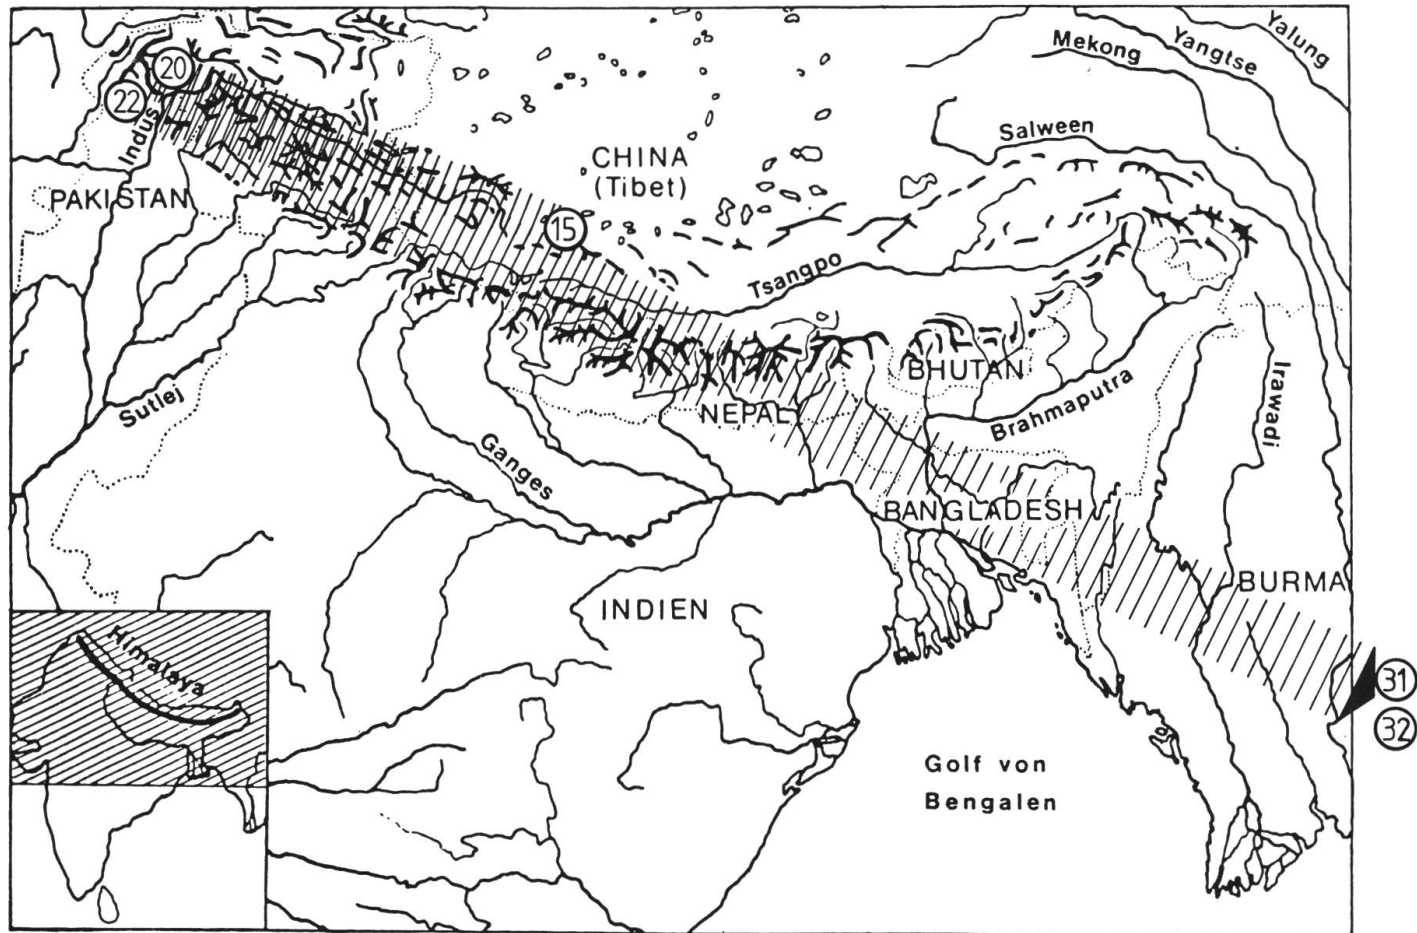 Yalung
Yangtse
Mekong
20
22
Indus
Salween
CHINA
(Tibet)
PAKISTAN
15
Tsangpo
BHUTAN
Sutlej
NEPAL
Brahmaputra
Irawadi
Ganges
BANGLADESH
BURMA
INDIEN
Himalaya
31
32
Golf von
Bengalen